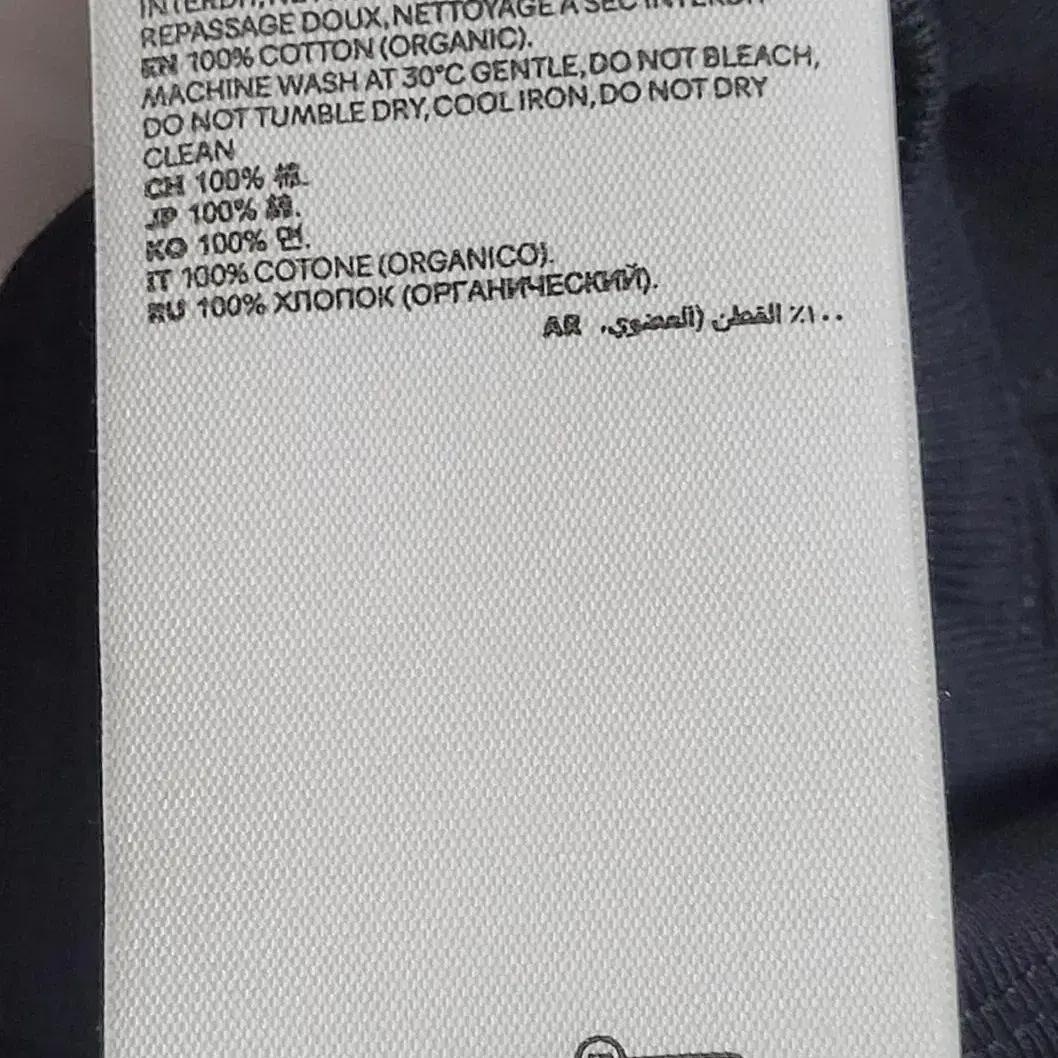 REPASSAGE DOUX,NETTOYAGE A SEC
EN 100% COTTON (ORGANIC).
MACHINE WASH AT 30°C GENTLE,DO NOT BLEACH,
DO NOT TUMBLE DRY,COOL IRON,DO NOT DRY
CLEAN
CH 100% 棉.
JP 100% 綿.
KO 100% 면.
IT 100% COTONE (ORGANICO).
RU 100% ХЛОПОК (ОРГАНИЧЕСКИЙ).
١٠٠٪ القطن (العضوي. AR